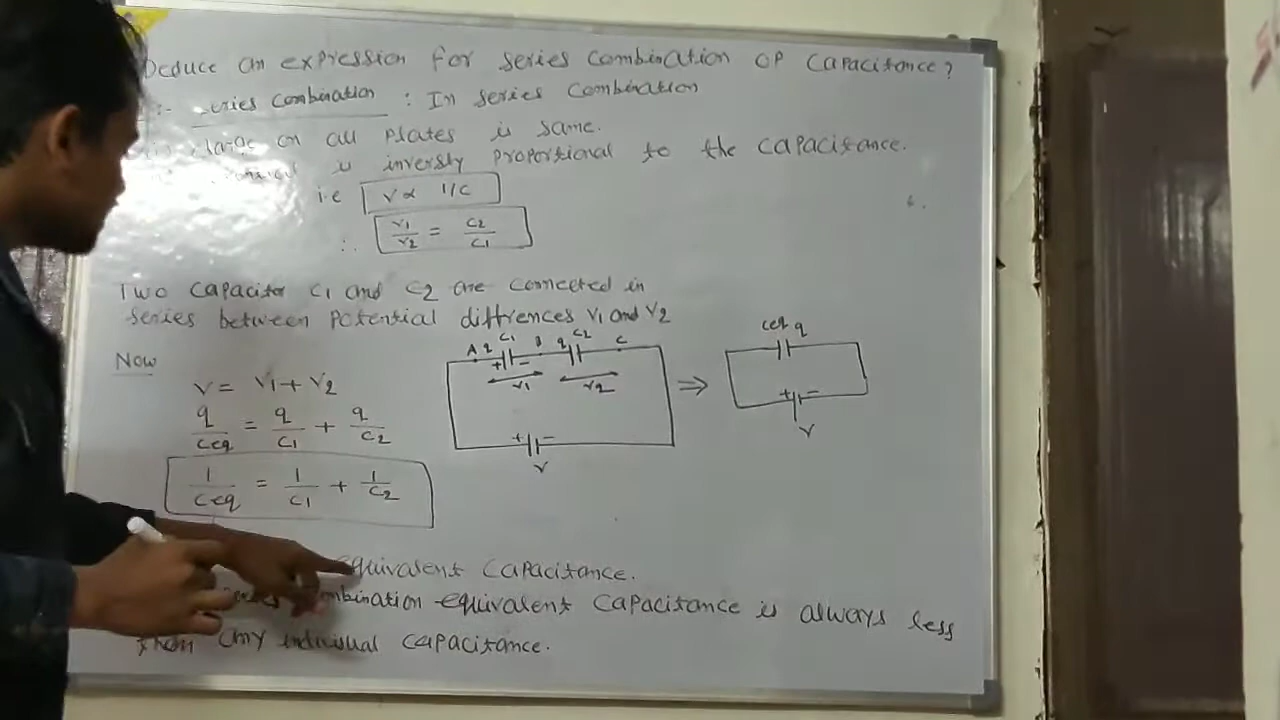 Deduce an expression for series combination of capacitance?
:- series combination : In series combination
on all plates is same.
is inversly proportional to the capacitance.
i.e V ∝ 1/C
∴ V1/V2 = C2/C1
Two capacitor C1 and C2 are connected in
series between potential diffrences V1 and V2
Now
V = V1 + V2
q/Ceq = q/C1 + q/C2
1/Ceq = 1/C1 + 1/C2
A q C1 B q C2 C
+ -
V1 V2
+ -
V
⇒
Ceq q
+ -
V
equivalent capacitance.
combination equivalent capacitance is always less
than any indivisual capacitance.